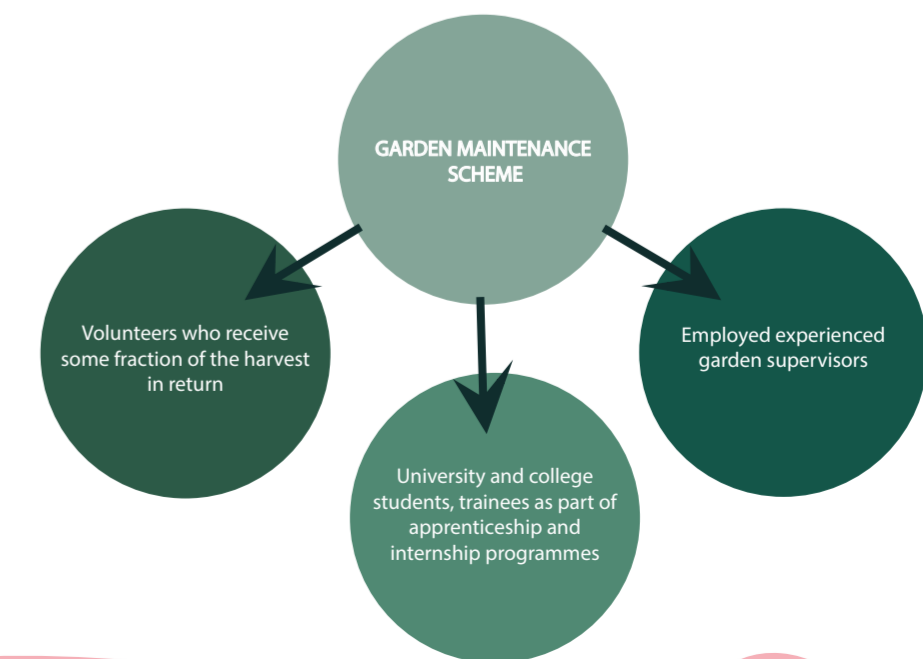 GARDEN MAINTENANCE
SCHEME
Volunteers who receive
some fraction of the harvest
in return
University and college
students, trainees as part of
apprenticeship and
internship programmes
Employed experienced
garden supervisors